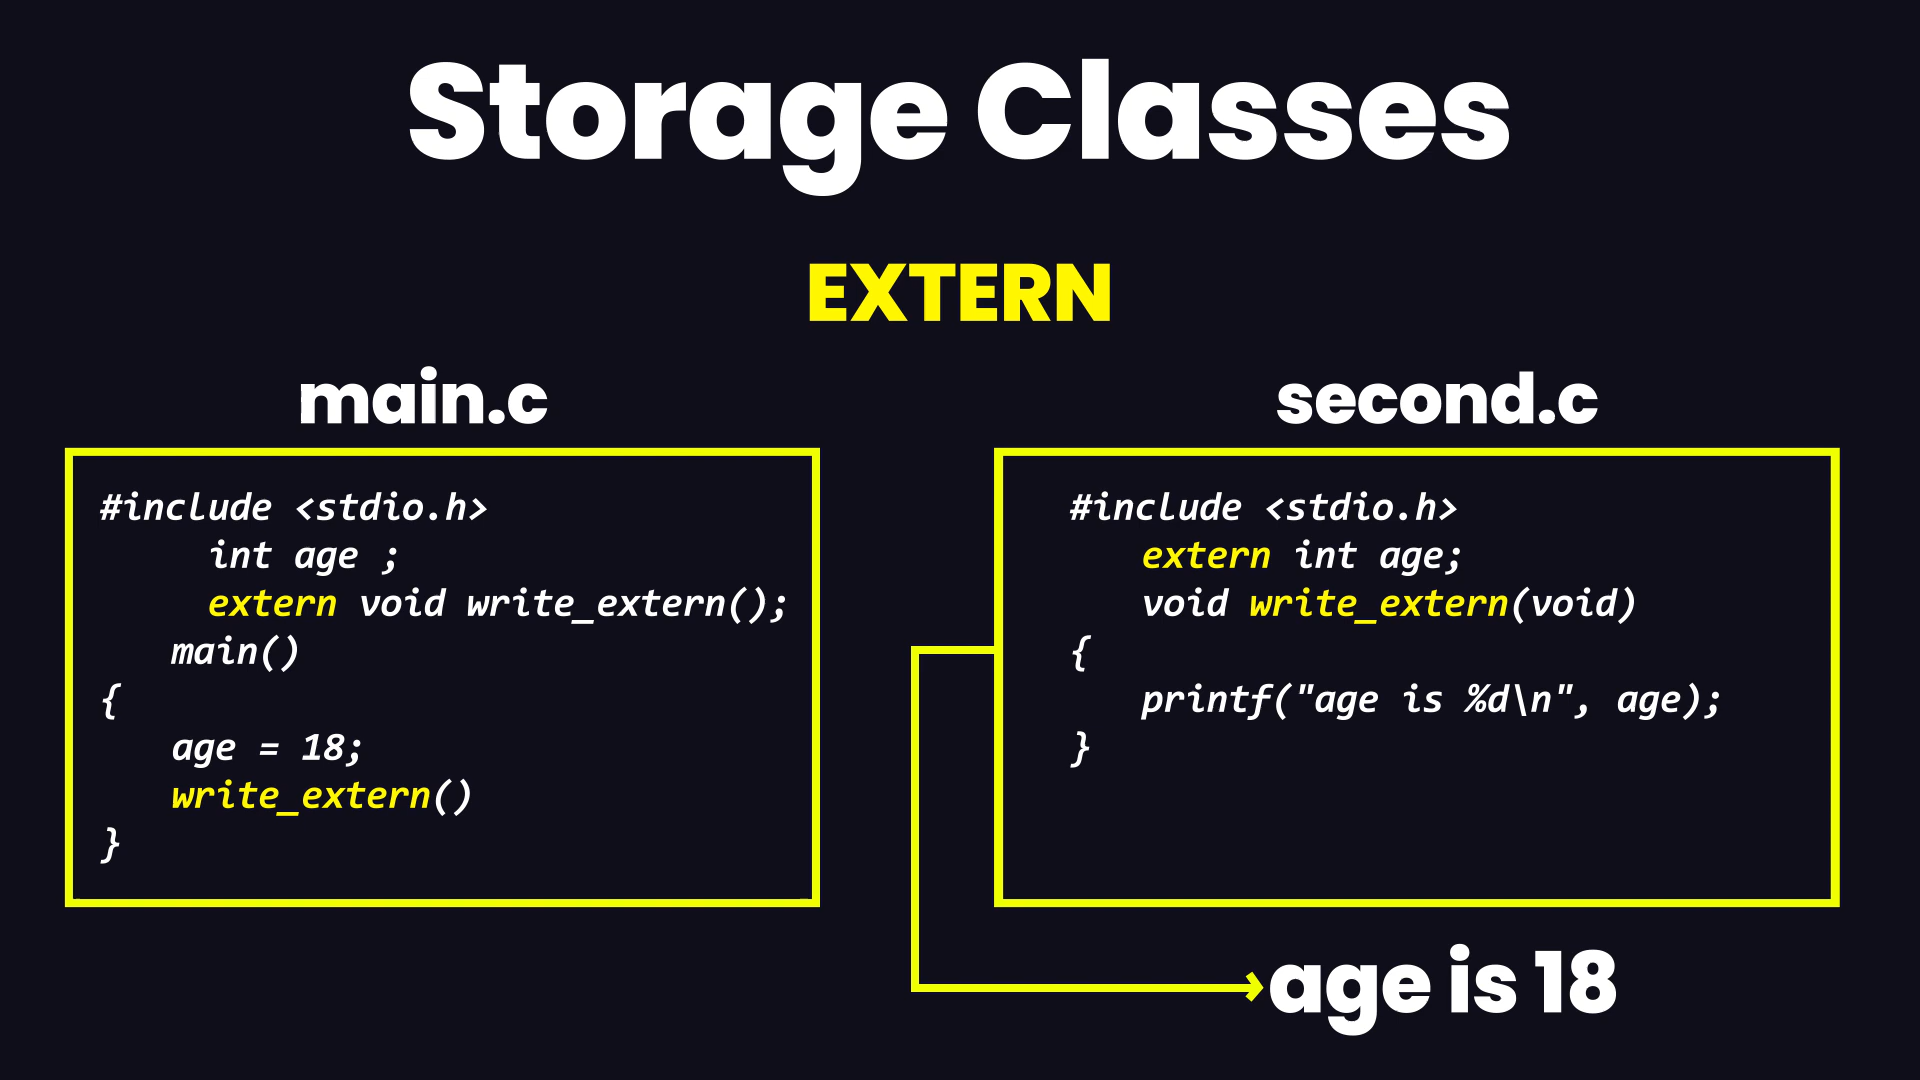 Storage Classes
EXTERN
main.c
#include <stdio.h>
int age ;
extern void write_extern();
main()
{
age = 18;
write_extern()
}
second.c
#include <stdio.h>
extern int age;
void write_extern(void)
{
printf("age is %d\n", age);
}
age is 18